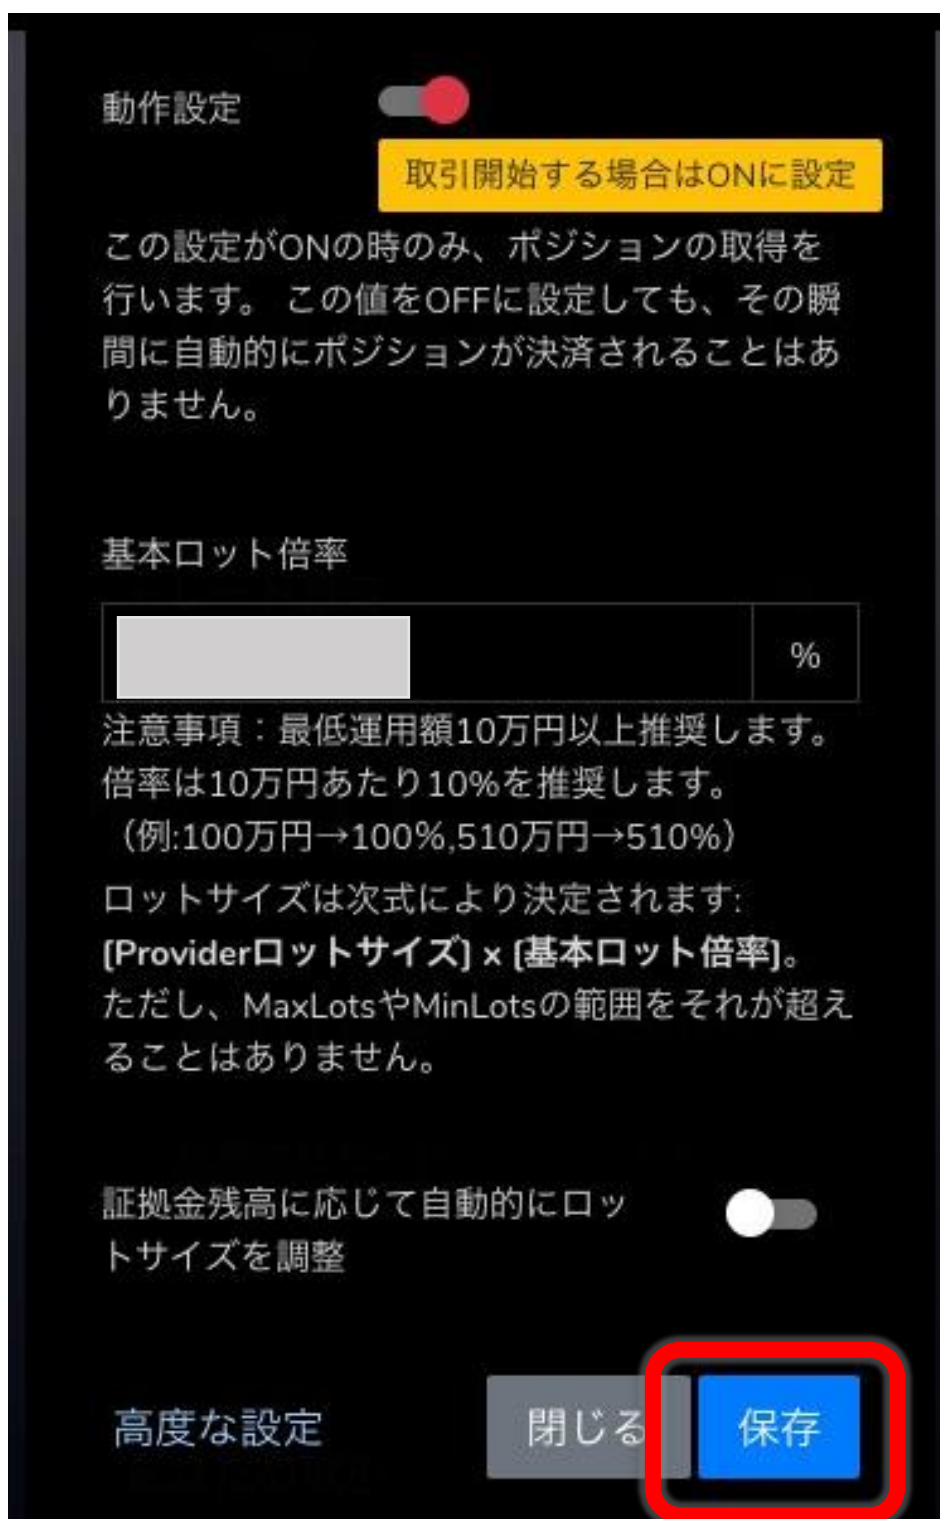 動作設定
取引開始する場合はONに設定
この設定がONの時のみ、ポジションの取得を
行います。 この値をOFFに設定しても、その瞬
間に自動的にポジションが決済されることはあ
りません。
基本ロット倍率
%
注意事項：最低運用額10万円以上推奨します。
倍率は10万円あたり10%を推奨します。
（例:100万円→100%,510万円→510%）
ロットサイズは次式により決定されます:
[Providerロットサイズ] x [基本ロット倍率]。
ただし、MaxLotsやMinLotsの範囲をそれが超え
ることはありません。
証拠金残高に応じて自動的にロッ
トサイズを調整
高度な設定 閉じる 保存